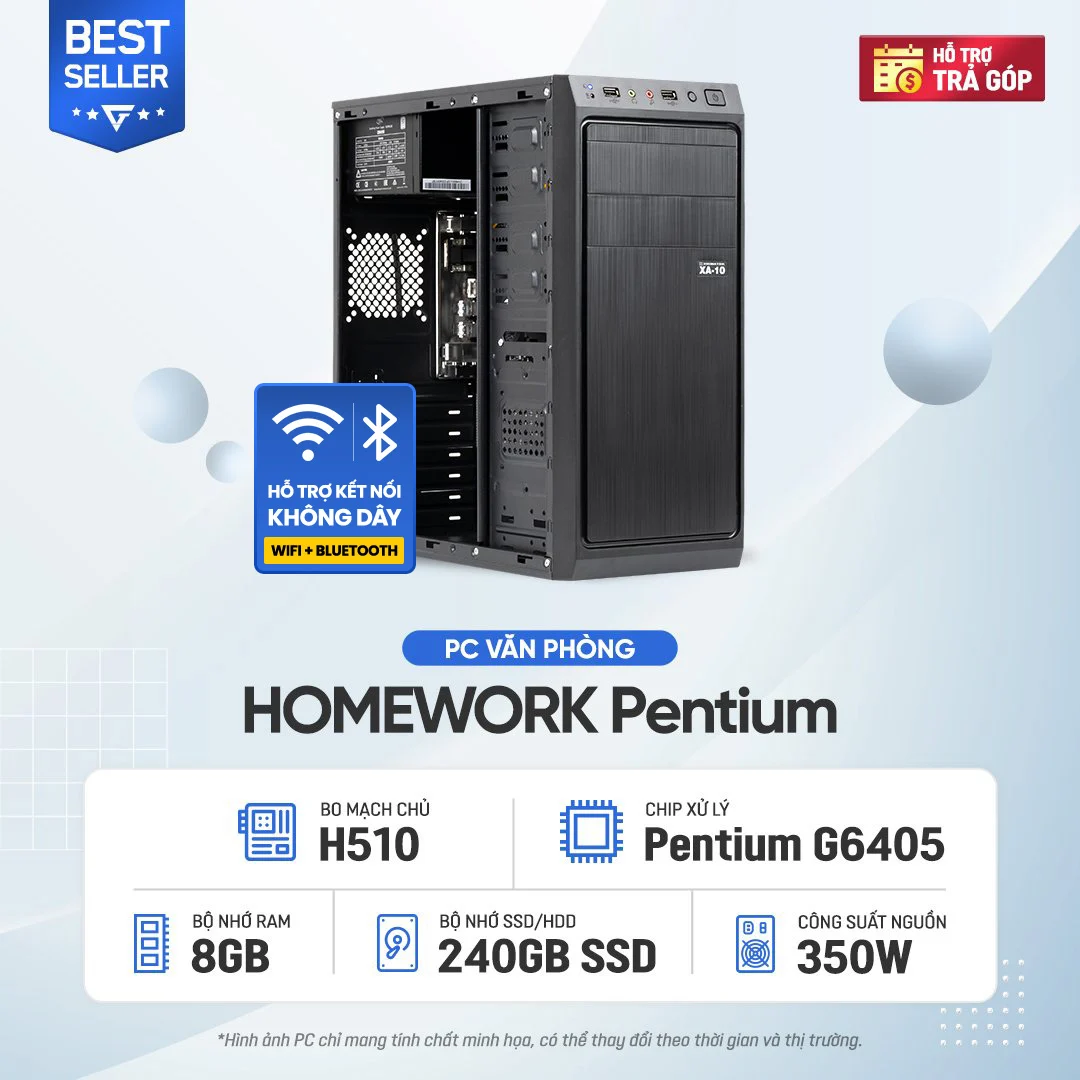 BEST
SELLER
HỖ TRỢ
TRẢ GÓP
XA-10
HỖ TRỢ KẾT NỐI
KHÔNG DÂY
WIFI + BLUETOOTH
PC VĂN PHÒNG
HOMEWORK Pentium
BO MẠCH CHỦ
H510
CHIP XỬ LÝ
Pentium G6405
BỘ NHỚ RAM
8GB
BỘ NHỚ SSD/HDD
240GB SSD
CÔNG SUẤT NGUỒN
350W
*Hình ảnh PC chỉ mang tính chất minh họa, có thể thay đổi theo thời gian và thị trường.